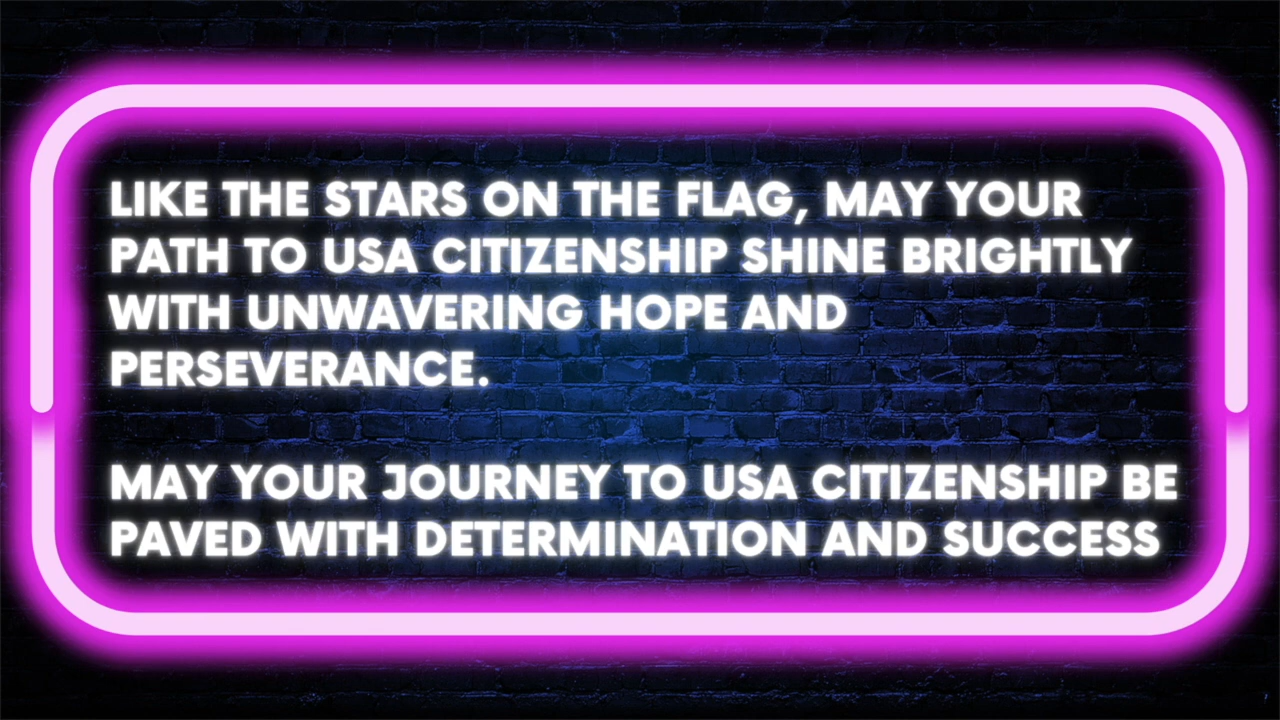 LIKE THE STARS ON THE FLAG, MAY YOUR
PATH TO USA CITIZENSHIP SHINE BRIGHTLY
WITH UNWAVERING HOPE AND
PERSEVERANCE.
MAY YOUR JOURNEY TO USA CITIZENSHIP BE
PAVED WITH DETERMINATION AND SUCCESS